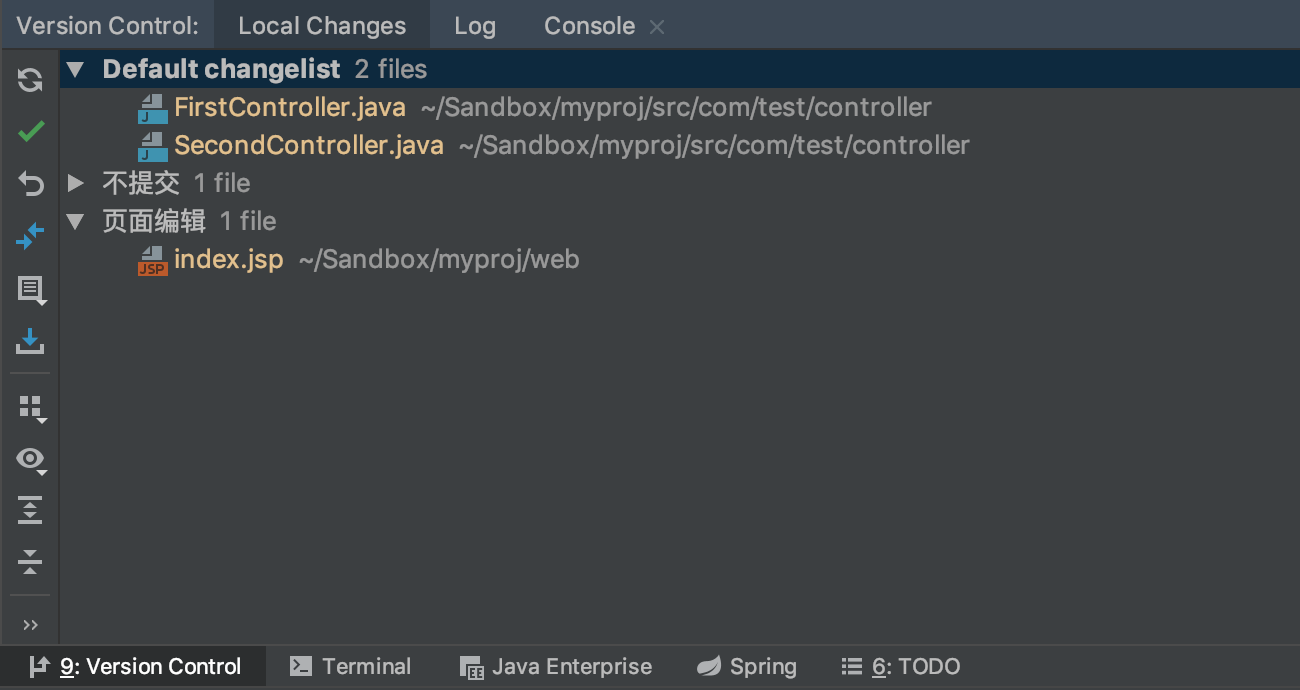 Version Control: Local Changes Log Console
Default changelist 2 files
J FirstController.java ~/Sandbox/myproj/src/com/test/controller
J SecondController.java ~/Sandbox/myproj/src/com/test/controller
不提交 1 file
页面编辑 1 file
JSP index.jsp ~/Sandbox/myproj/web
9: Version Control Terminal EE Java Enterprise Spring 6: TODO